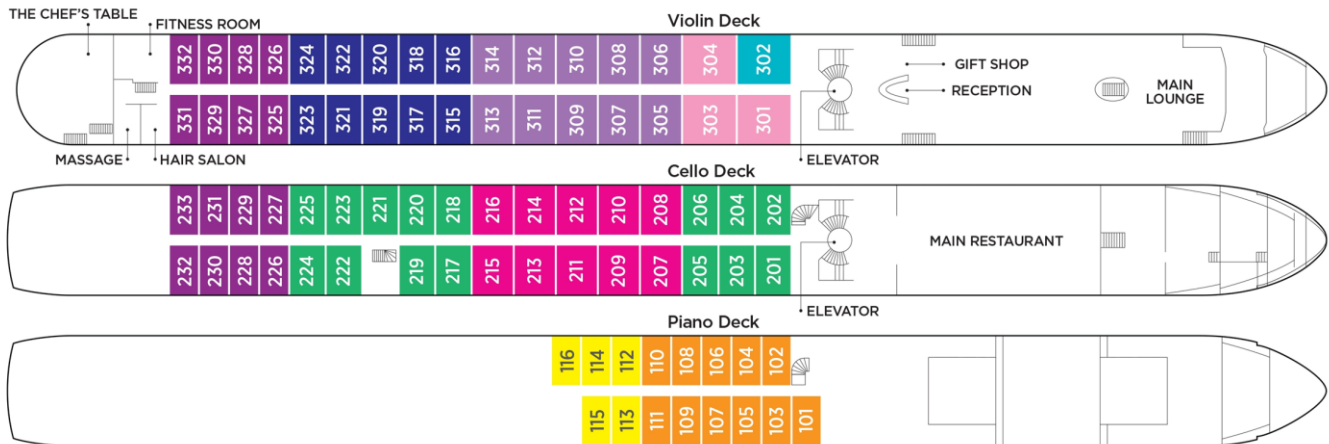 Violin Deck
THE CHEF'S TABLE
FITNESS ROOM
332 330 328 326 324 322 320 318 316 314 312 310 308 306 304 302
331 329 327 325 323 321 319 317 315 313 311 309 307 305 303 301
GIFT SHOP
RECEPTION
MAIN
LOUNGE
MASSAGE
HAIR SALON
ELEVATOR
Cello Deck
233 231 229 227 225 223 221 220 218 216 214 212 210 208 206 204 202
232 230 228 226 224 222 219 217 215 213 211 209 207 205 203 201
MAIN RESTAURANT
ELEVATOR
Piano Deck
116 114 112 110 108 106 104 102
115 113 111 109 107 105 103 101